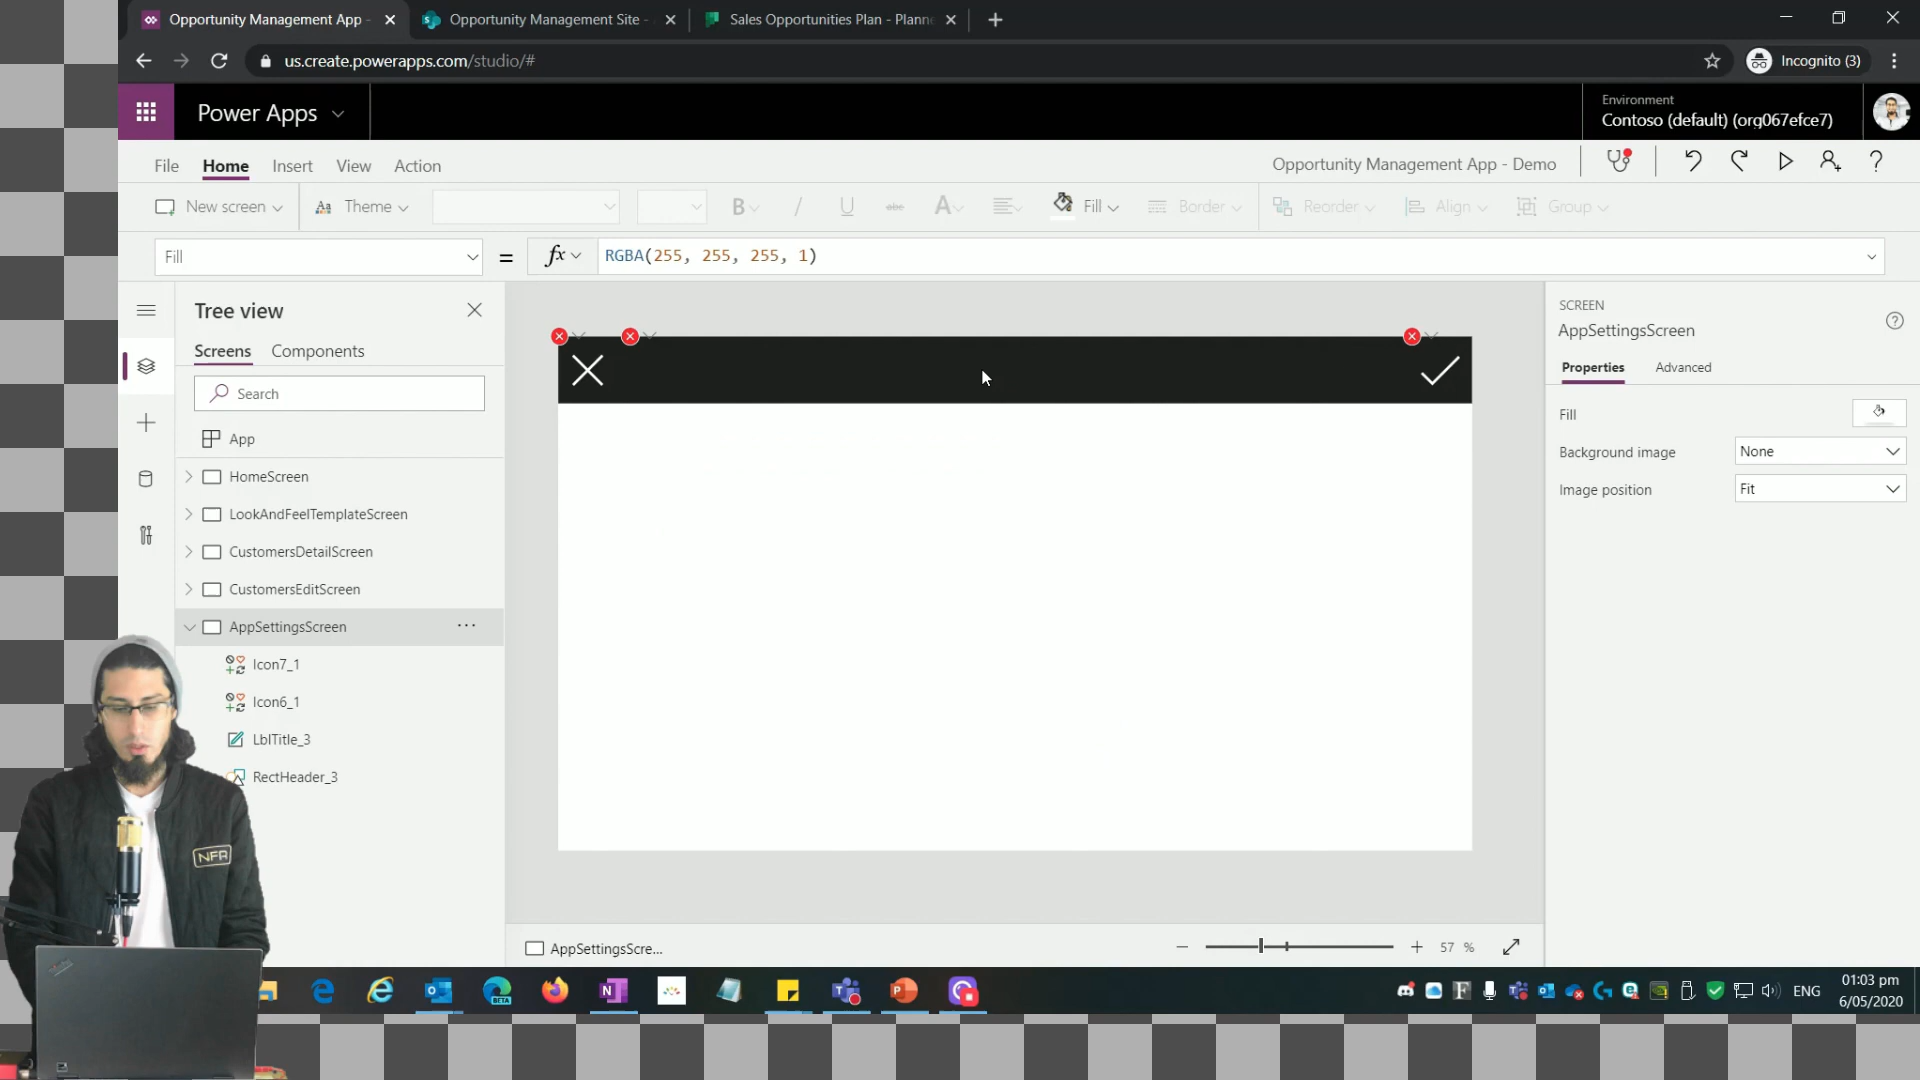 Opportunity Management App -
Opportunity Management Site -
Sales Opportunities Plan - Planne
us.create.powerapps.com/studio/#
Incognito (3)
Power Apps
Environment
Contoso (default) (org067efce7)
File
Home
Insert
View
Action
Opportunity Management App - Demo
New screen
Theme
Fill
Border
Reorder
Align
Group
Fill
=
fx
RGBA(255, 255, 255, 1)
Tree view
Screens
Components
Search
App
HomeScreen
LookAndFeelTemplateScreen
CustomersDetailScreen
CustomersEditScreen
AppSettingsScreen
Icon7_1
Icon6_1
LblTitle_3
RectHeader_3
SCREEN
AppSettingsScreen
Properties
Advanced
Fill
Background image
None
Image position
Fit
AppSettingsScre...
57 %
NFA
BETA
ENG
01:03 pm
6/05/2020